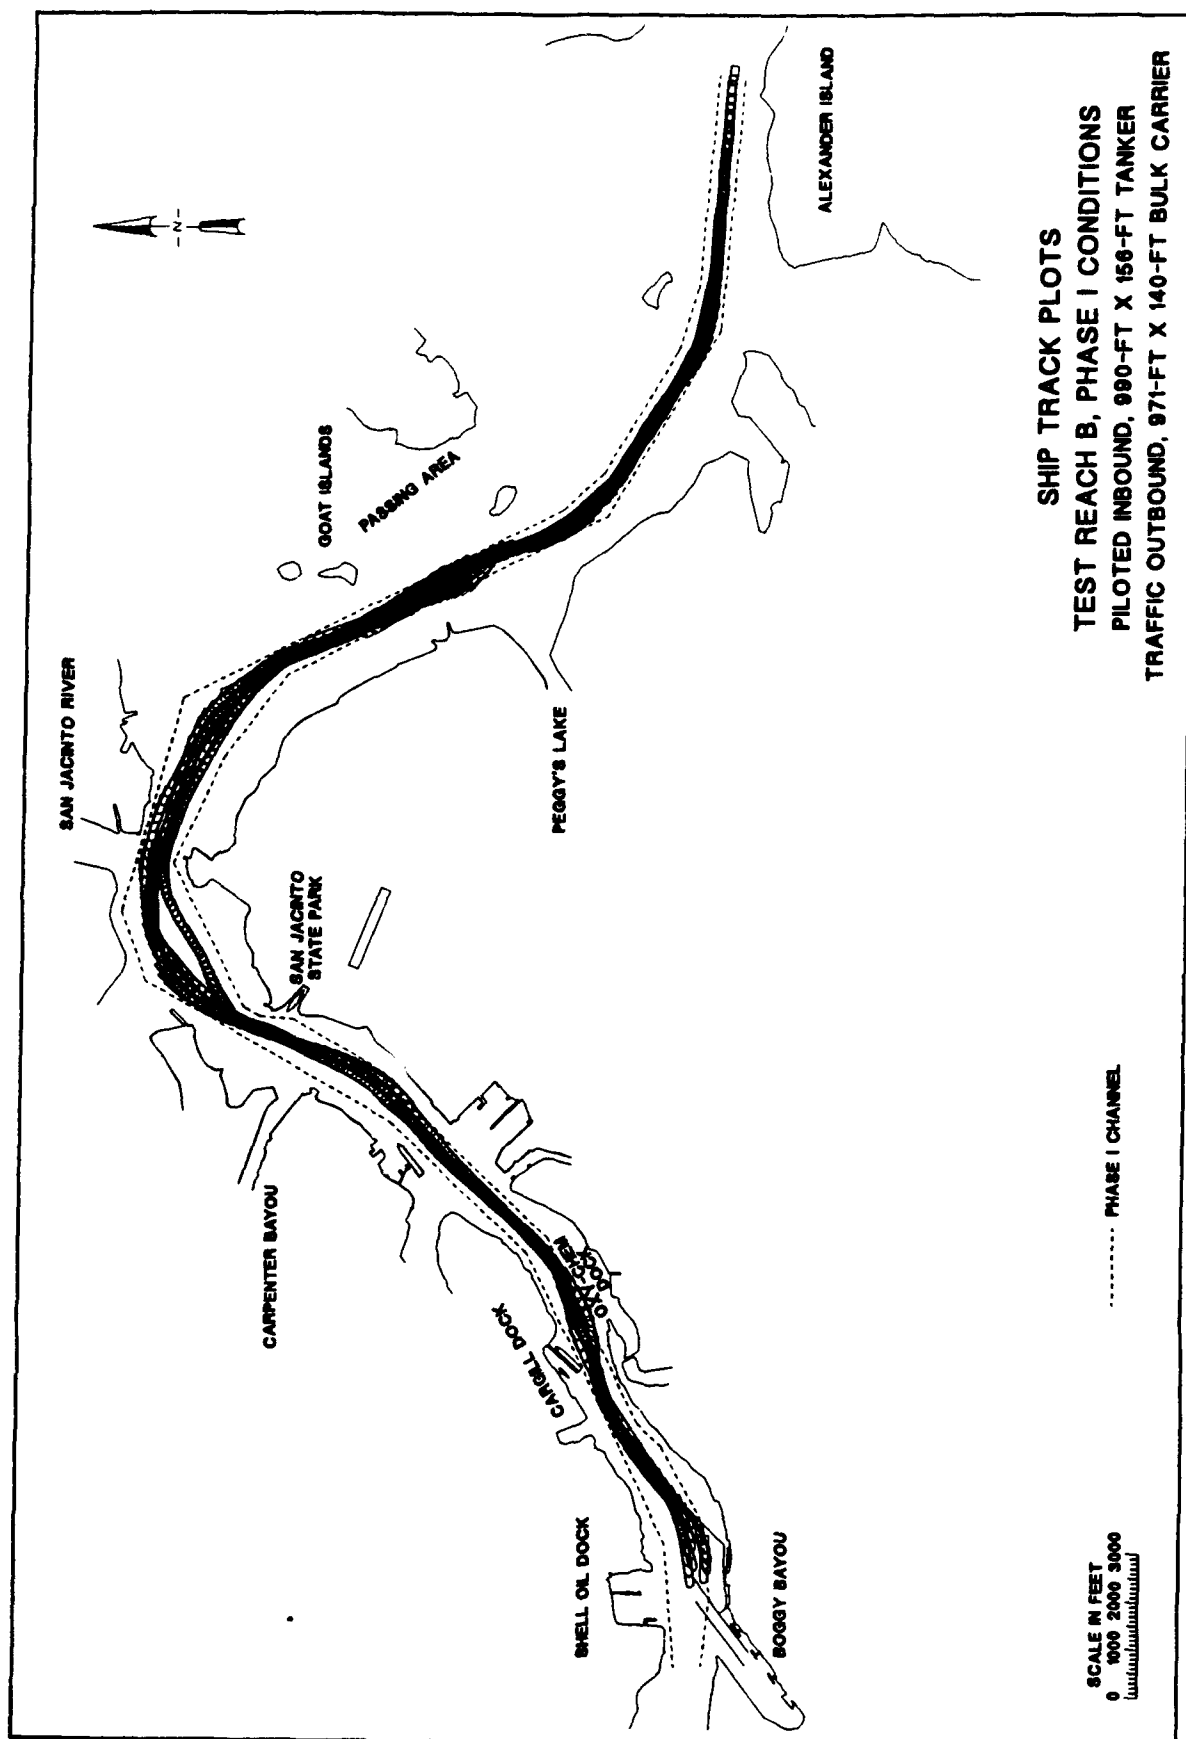 SAN JACINTO RIVER
-N-
GOAT ISLANDS
PASSING AREA
ALEXANDER ISLAND
SAN JACINTO
STATE PARK
PEGGY'S LAKE
CARPENTER BAYOU
CARGILL DOCK
OXY-CHEM
OXY DOCK
SHELL OIL DOCK
BOGGY BAYOU
SHIP TRACK PLOTS
TEST REACH B, PHASE I CONDITIONS
PILOTED INBOUND, 990-FT X 156-FT TANKER
TRAFFIC OUTBOUND, 971-FT X 140-FT BULK CARRIER
PHASE I CHANNEL
SCALE IN FEET
0 1000 2000 3000